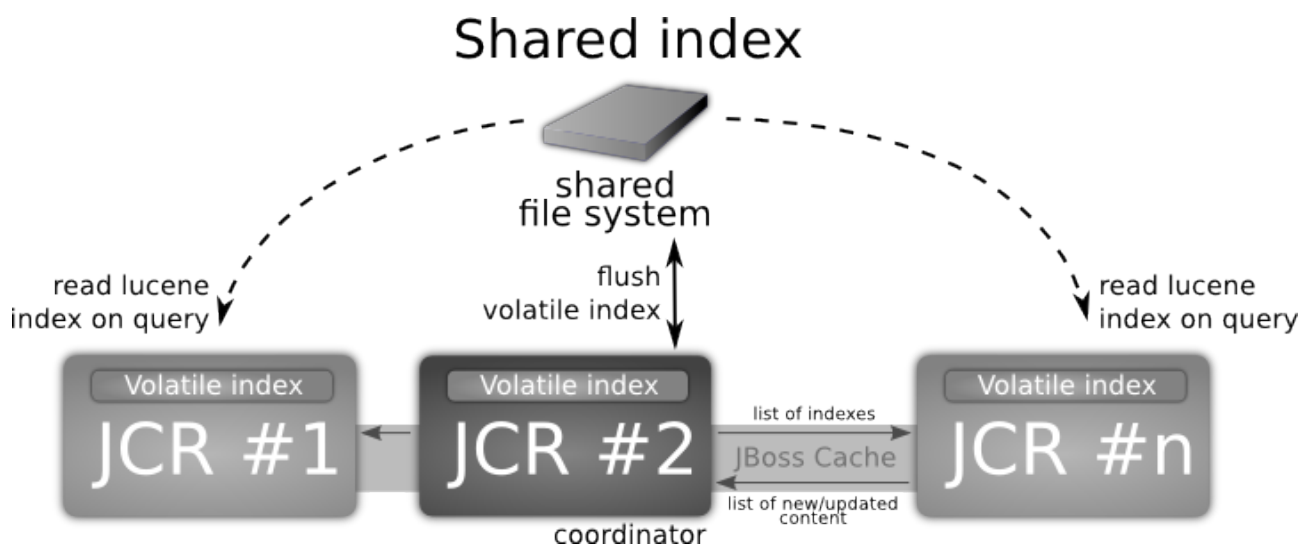 Shared index
shared
file system
flush
volatile index
read lucene
index on query
read lucene
index on query
Volatile index
JCR #1
Volatile index
JCR #2
Volatile index
JCR #n
list of indexes
JBoss Cache
list of new/updated
content
coordinator